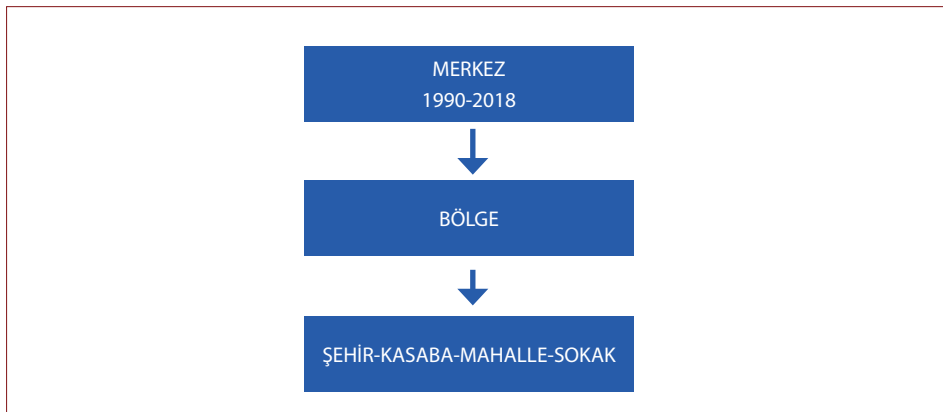 MERKEZ
1990-2018
BÖLGE
ŞEHİR-KASABA-MAHALLE-SOKAK